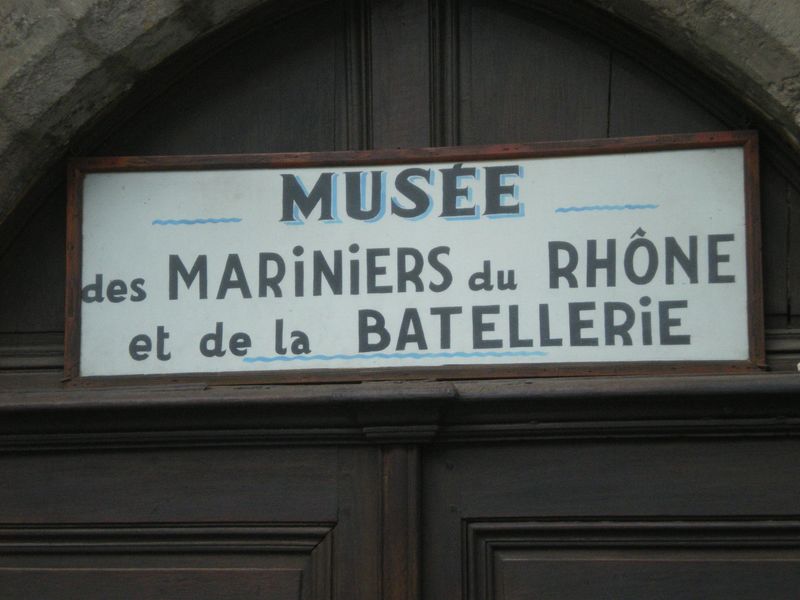 MUSÉE
des MARiNiERS du RHÔNE
et de la BATELLERiE